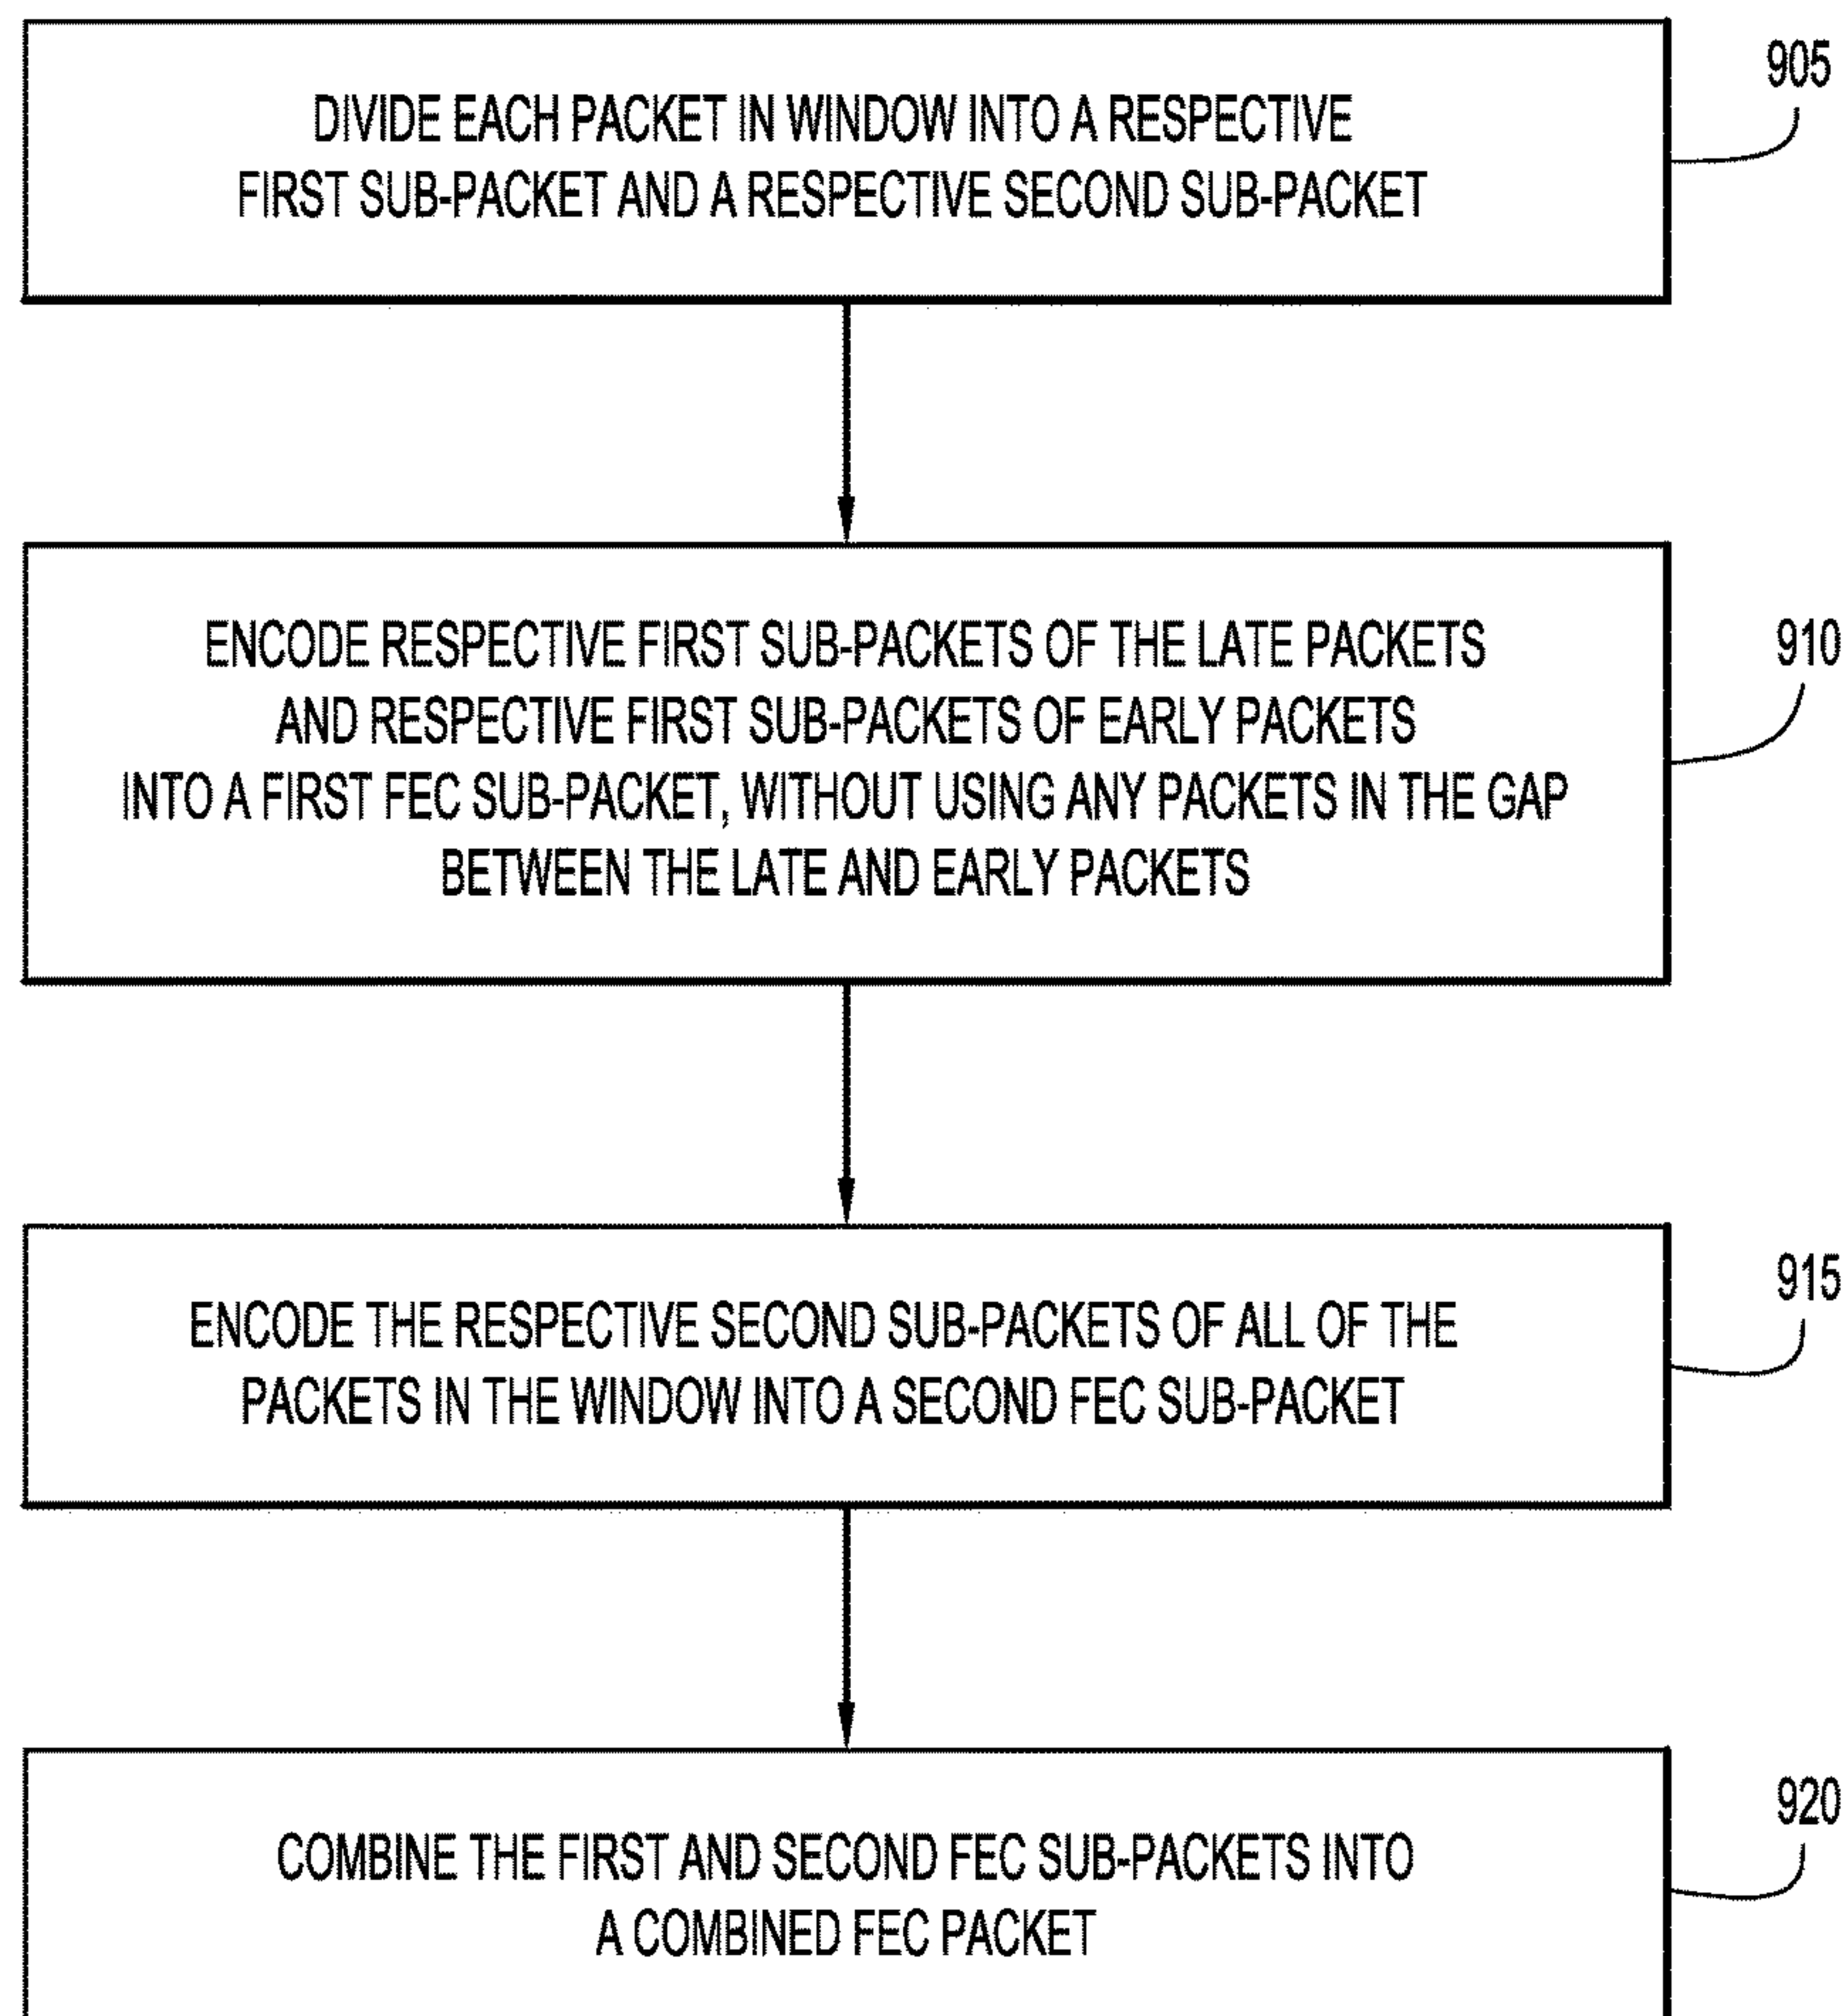 905
DIVIDE EACH PACKET IN WINDOW INTO A RESPECTIVE
FIRST SUB-PACKET AND A RESPECTIVE SECOND SUB-PACKET
910
ENCODE RESPECTIVE FIRST SUB-PACKETS OF THE LATE PACKETS
AND RESPECTIVE FIRST SUB-PACKETS OF EARLY PACKETS
INTO A FIRST FEC SUB-PACKET, WITHOUT USING ANY PACKETS IN THE GAP
BETWEEN THE LATE AND EARLY PACKETS
915
ENCODE THE RESPECTIVE SECOND SUB-PACKETS OF ALL OF THE
PACKETS IN THE WINDOW INTO A SECOND FEC SUB-PACKET
920
COMBINE THE FIRST AND SECOND FEC SUB-PACKETS INTO
A COMBINED FEC PACKET